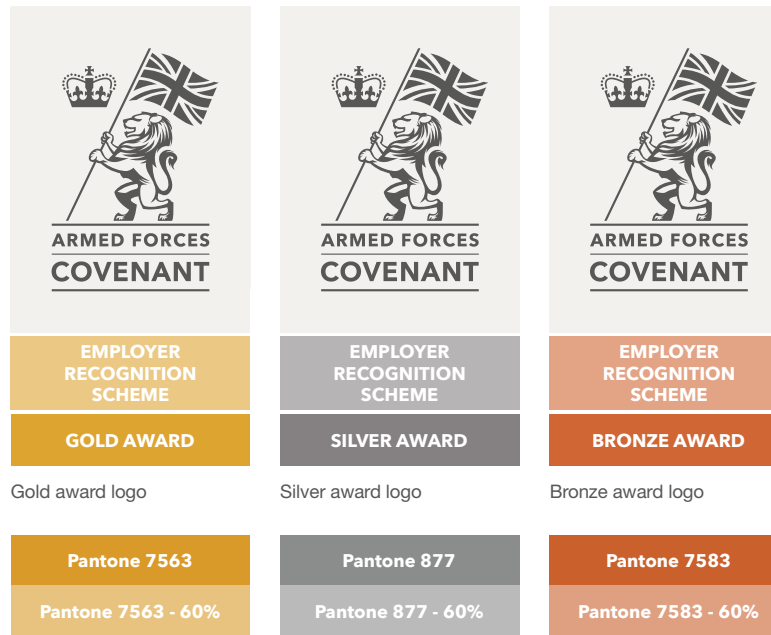 ARMED FORCES
COVENANT
EMPLOYER
RECOGNITION
SCHEME
GOLD AWARD
Gold award logo
Pantone 7563
Pantone 7563 - 60%
ARMED FORCES
COVENANT
EMPLOYER
RECOGNITION
SCHEME
SILVER AWARD
Silver award logo
Pantone 877
Pantone 877 - 60%
ARMED FORCES
COVENANT
EMPLOYER
RECOGNITION
SCHEME
BRONZE AWARD
Bronze award logo
Pantone 7583
Pantone 7583 - 60%